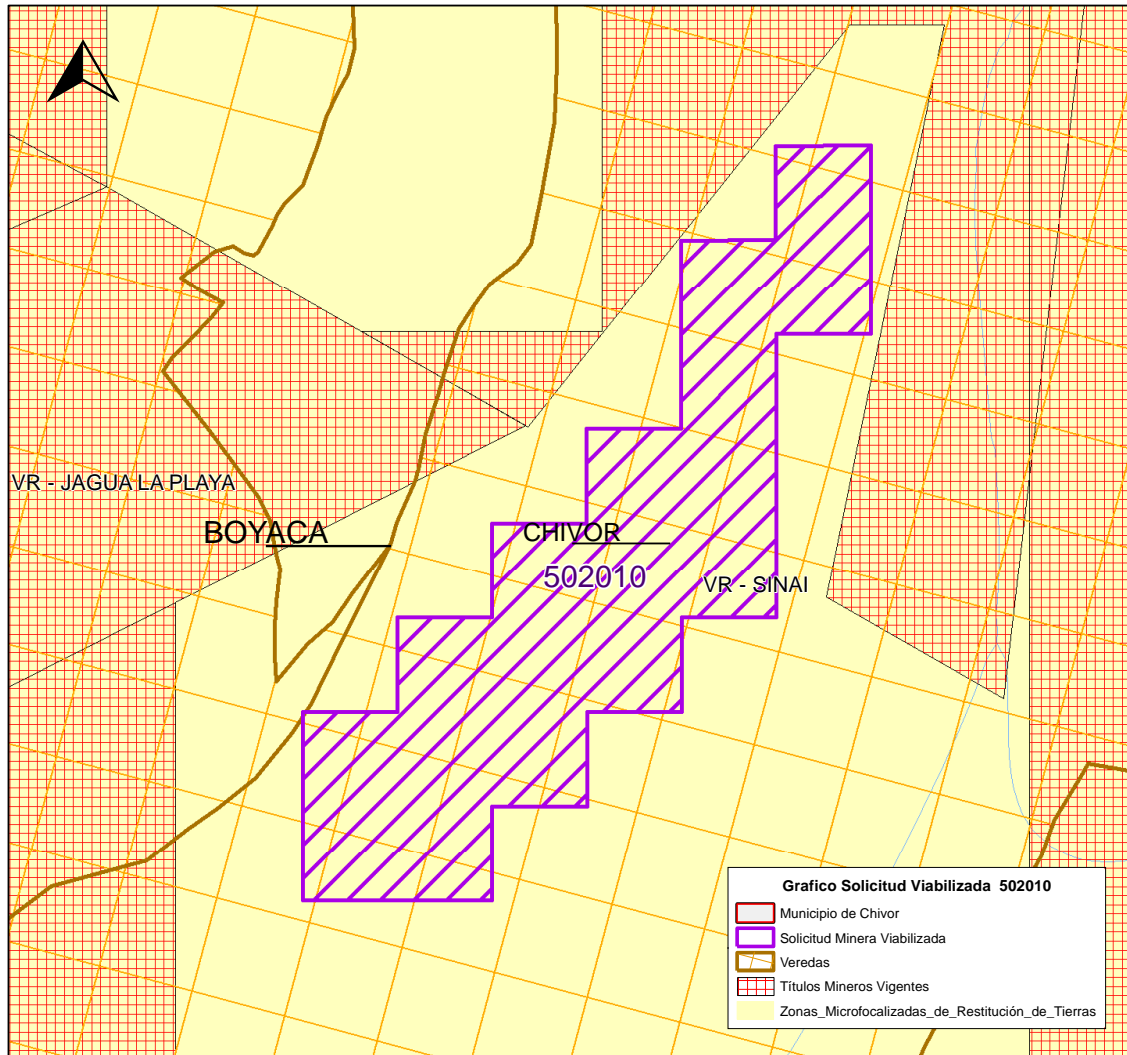 VR - JAGUA LA PLAYA
BOYACA
CHIVOR
502010
VR - SINAI
Grafico Solicitud Viabilizada 502010
Municipio de Chivor
Solicitud Minera Viabilizada
Veredas
Títulos Mineros Vigentes
Zonas_Microfocalizadas_de_Restitución_de_Tierras